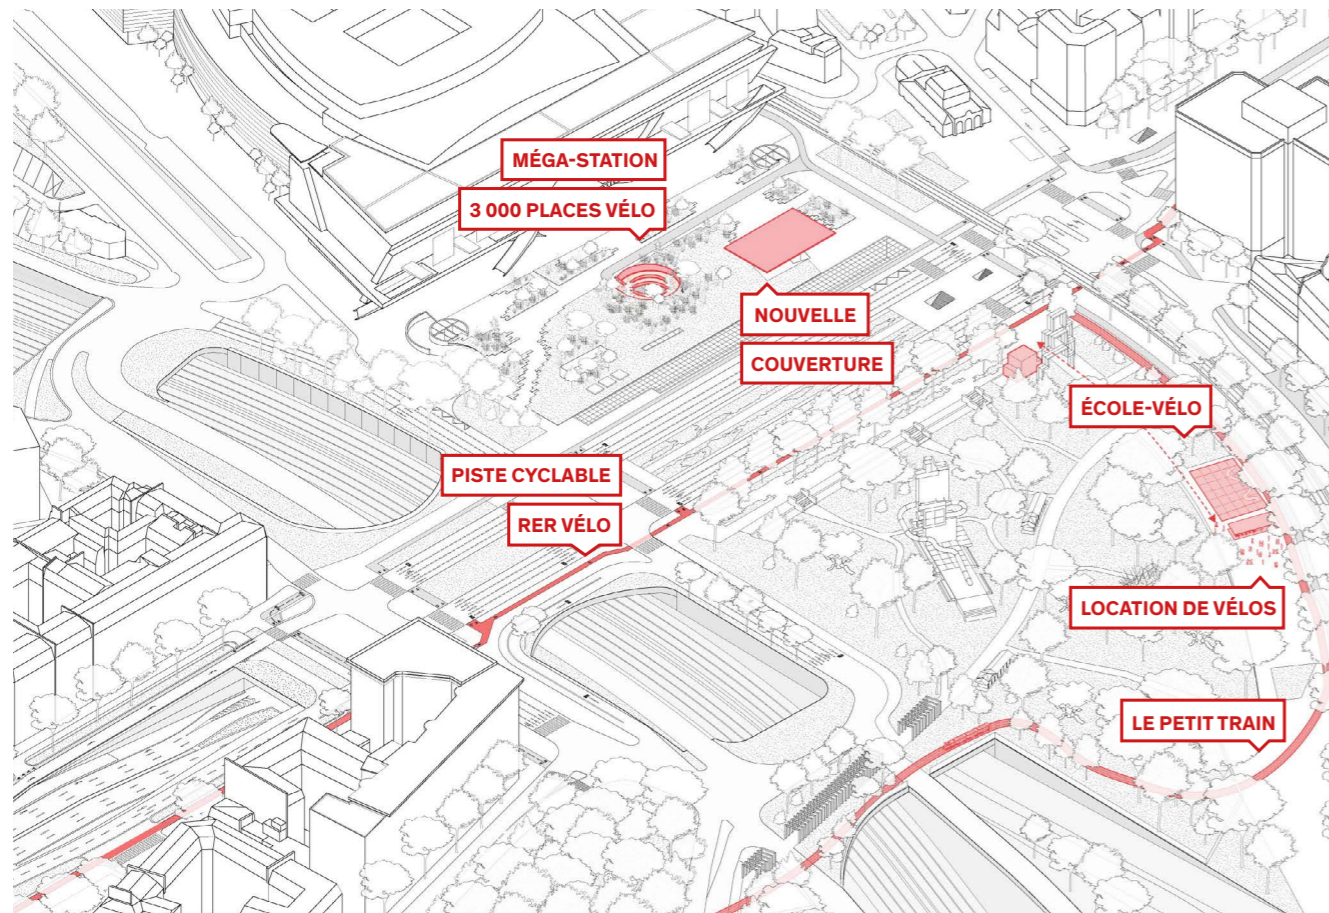 MÉGA-STATION
3 000 PLACES VÉLO
NOUVELLE
COUVERTURE
ÉCOLE-VÉLO
PISTE CYCLABLE
RER VÉLO
LOCATION DE VÉLOS
LE PETIT TRAIN